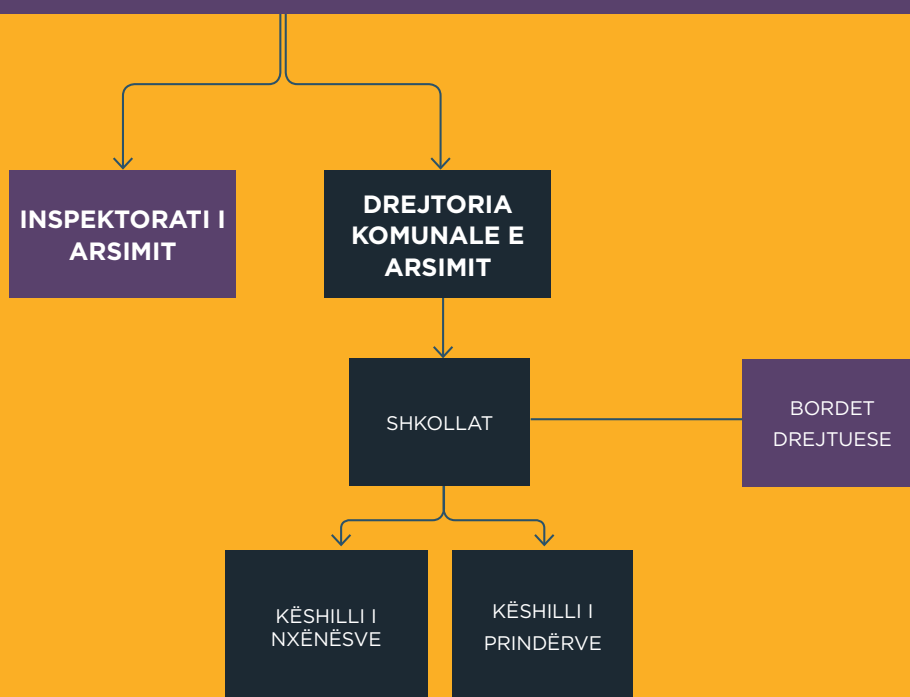 INSPEKTORATI I
ARSIMIT
DREJTORIA
KOMUNALE E
ARSIMIT
SHKOLLAT
BORDET
DREJTUESE
KËSHILLI I
NXËNËSVE
KËSHILLI I
PRINDËRVE